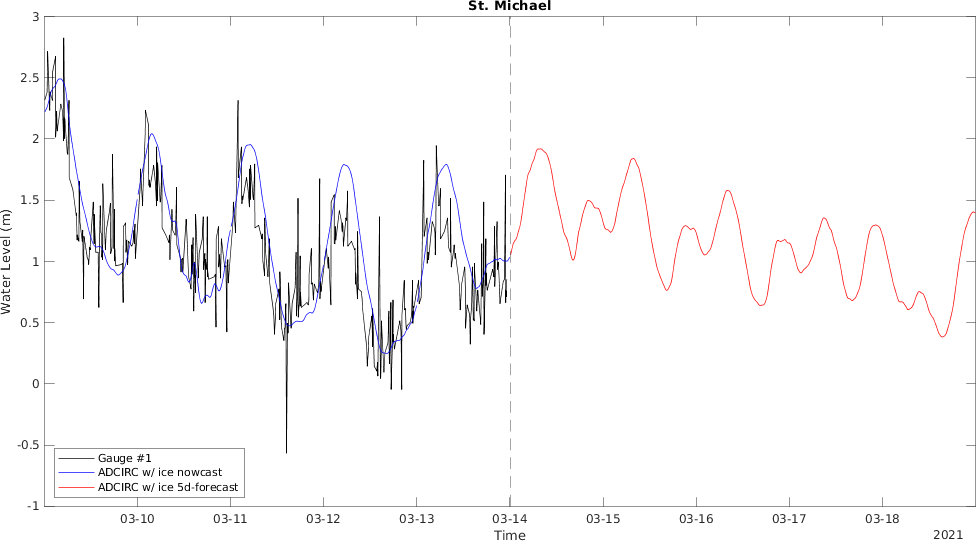 St. Michael
3
2.5
2
1.5
1
0.5
0
-0.5
-1
Water Level (m)
Gauge #1
ADCIRC w/ ice nowcast
ADCIRC w/ ice 5d-forecast
03-10 03-11 03-12 03-13 03-14 03-15 03-16 03-17 03-18
Time
2021